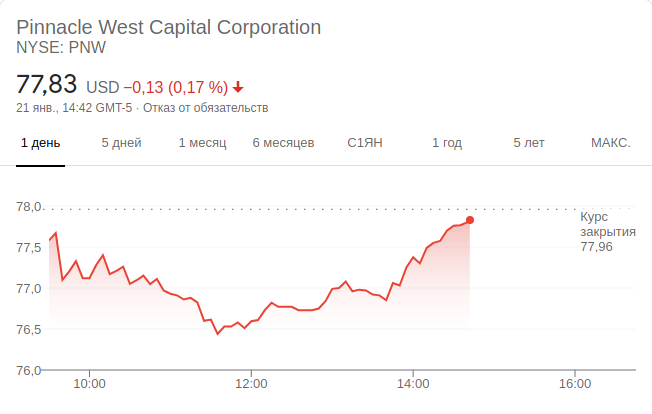 Pinnacle West Capital Corporation
NYSE: PNW
77,83 USD −0,13 (0,17 %)
21 янв., 14:42 GMT-5 · Отказ от обязательств
1 день 5 дней 1 месяц 6 месяцев С1ЯН 1 год 5 лет МАКС.
78,0
Курс
закрытия
77,96
77,5
77,0
76,5
76,0
10:00 12:00 14:00 16:00